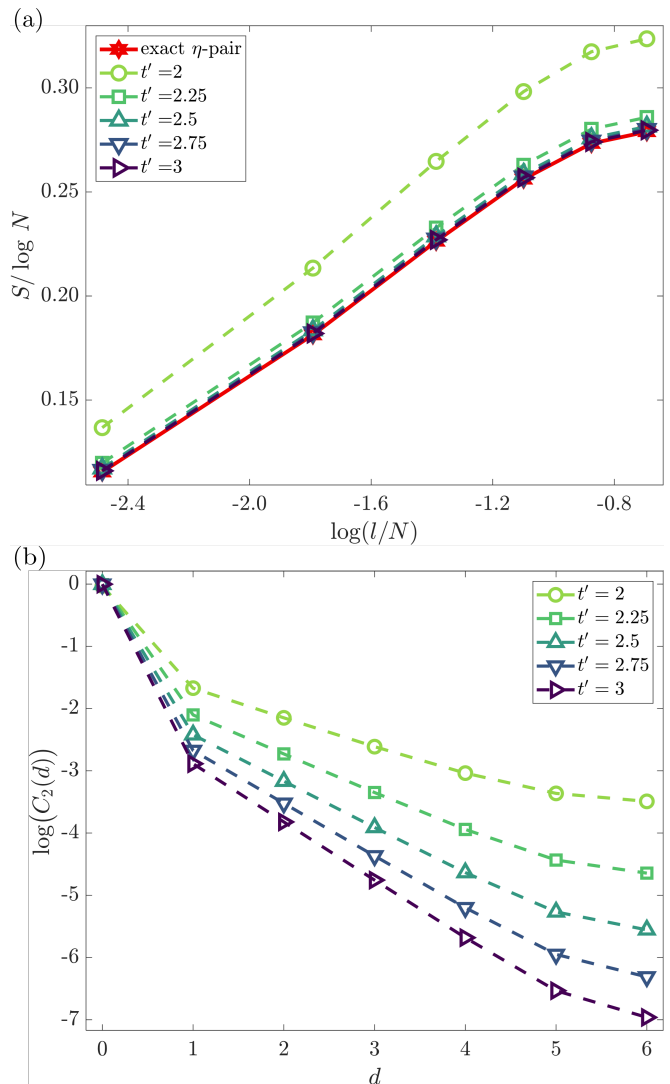 (a)
exact η-pair
t′ =2
t′ =2.25
t′ =2.5
t′ =2.75
t′ =3
0.30
0.25
0.20
0.15
S/ log N
-2.4 -2.0 -1.6 -1.2 -0.8
log(l/N)
(b)
t′ = 2
t′ = 2.25
t′ = 2.5
t′ = 2.75
t′ = 3
0
-1
-2
-3
-4
-5
-6
-7
log(C₂(d))
0 1 2 3 4 5 6
d